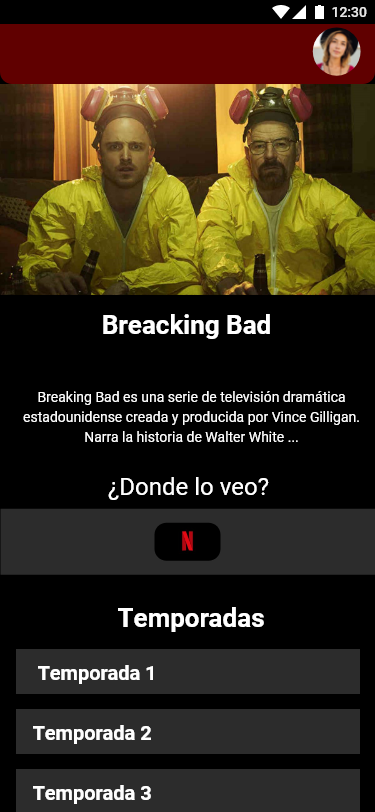 12:30
Breacking Bad
Breaking Bad es una serie de televisión dramática
estadounidense creada y producida por Vince Gilligan.
Narra la historia de Walter White ...
¿Donde lo veo?
N
Temporadas
Temporada 1
Temporada 2
Temporada 3